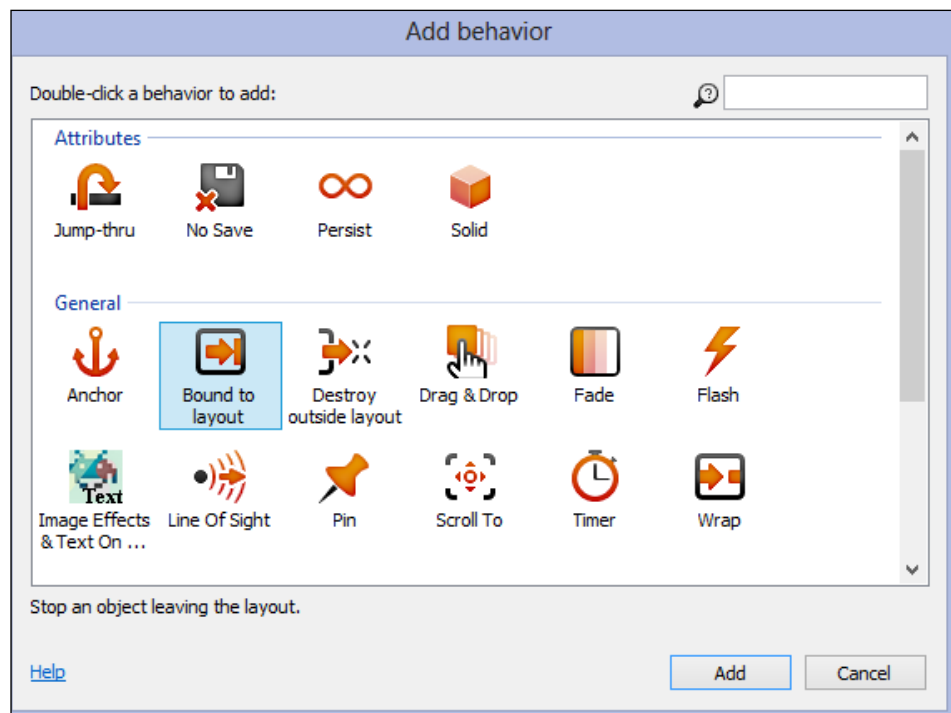 Add behavior
Double-click a behavior to add:
Attributes
Jump-thru No Save Persist Solid
General
Anchor Bound to layout Destroy outside layout Drag & Drop Fade Flash
Text
Image Effects & Text On ... Line Of Sight Pin Scroll To Timer Wrap
Stop an object leaving the layout.
Help Add Cancel